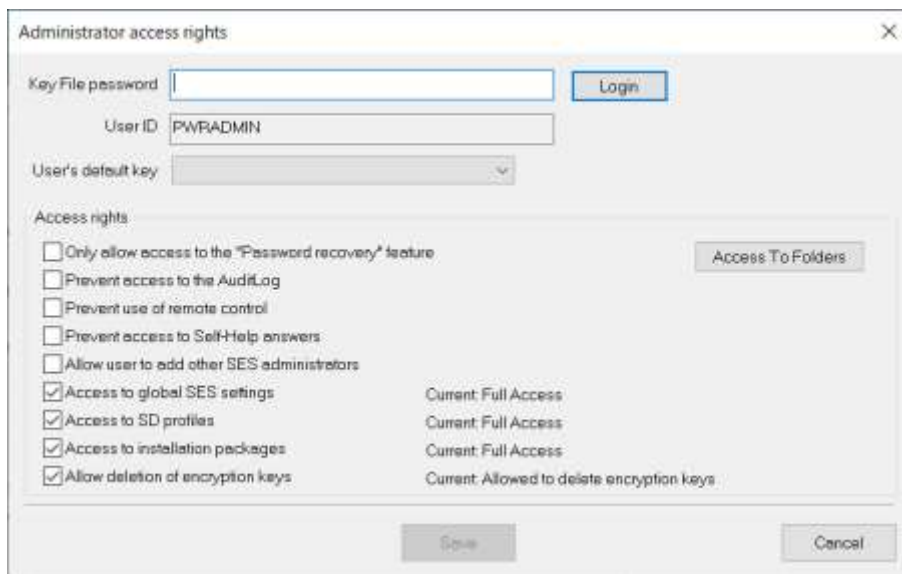 Administrator access rights
Key File password
Login
User ID PWRADMIN
User's default key
Access rights
Only allow access to the "Password recovery" feature
Access To Folders
Prevent access to the AuditLog
Prevent use of remote control
Prevent access to Self-Help answers
Allow user to add other SES administrators
Access to global SES settings Current: Full Access
Access to SD profiles Current: Full Access
Access to installation packages Current: Full Access
Allow deletion of encryption keys Current: Allowed to delete encryption keys
Save Cancel